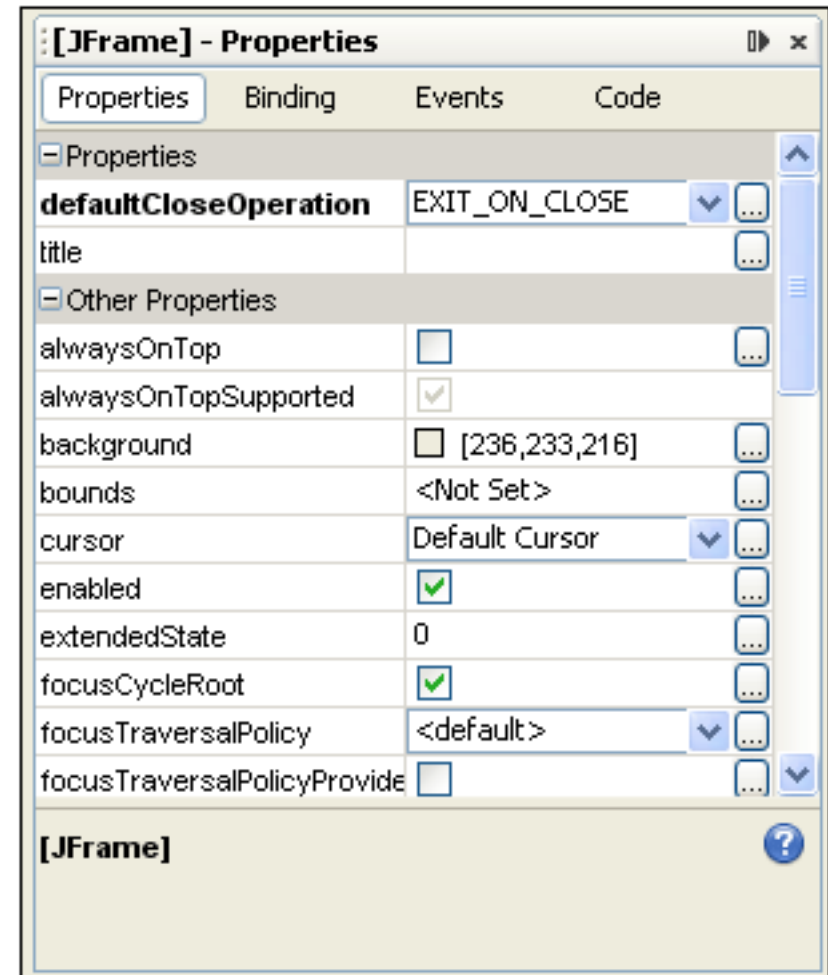 [JFrame] - Properties
Properties Binding Events Code
Properties
defaultCloseOperation EXIT_ON_CLOSE ...
title ...
Other Properties
alwaysOnTop ...
alwaysOnTopSupported
background [236,233,216] ...
bounds <Not Set> ...
cursor Default Cursor ...
enabled ...
extendedState 0 ...
focusCycleRoot ...
focusTraversalPolicy <default> ...
focusTraversalPolicyProvide ...
[JFrame] ?